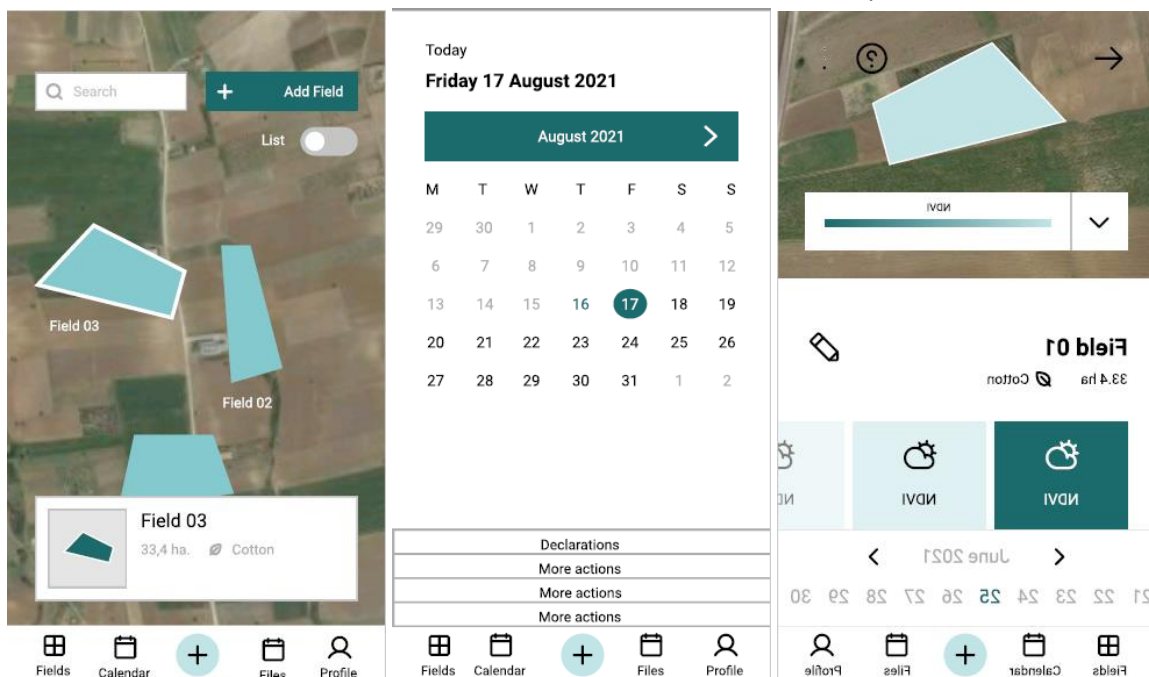 Search
+ Add Field
List
Field 03
Field 02
Field 03
33,4 ha. Cotton
Fields Calendar + Files Profile
Today
Friday 17 August 2021
August 2021 >
M T W T F S S
29 30 1 2 3 4 5
6 7 8 9 10 11 12
13 14 15 16 17 18 19
20 21 22 23 24 25 26
27 28 29 30 31 1 2
Declarations
More actions
More actions
More actions
Fields Calendar + Files Profile
?
NDVI
Field 01
33.4 ha Cotton
NDVI NDVI ND
< June 2021 >
21 22 23 24 25 26 27 28 29 30
Fields Calendar + Files Profile